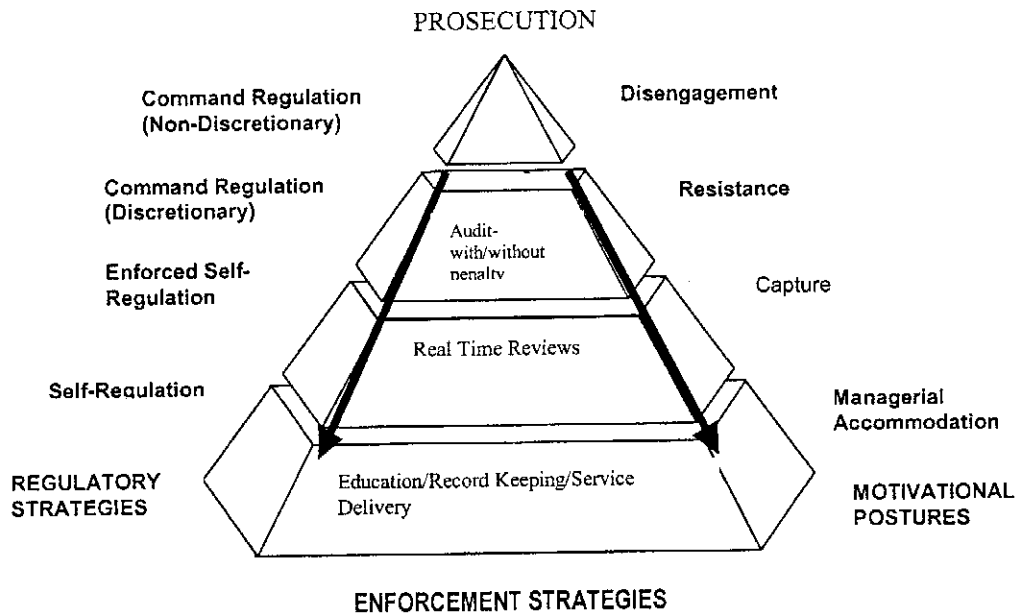 PROSECUTION
Command Regulation
(Non-Discretionary)
Disengagement
Command Regulation
(Discretionary)
Resistance
Audit-
with/without
penalty
Enforced Self-
Regulation
Capture
Real Time Reviews
Self-Regulation
Managerial
Accommodation
Education/Record Keeping/Service
Delivery
REGULATORY
STRATEGIES
MOTIVATIONAL
POSTURES
ENFORCEMENT STRATEGIES